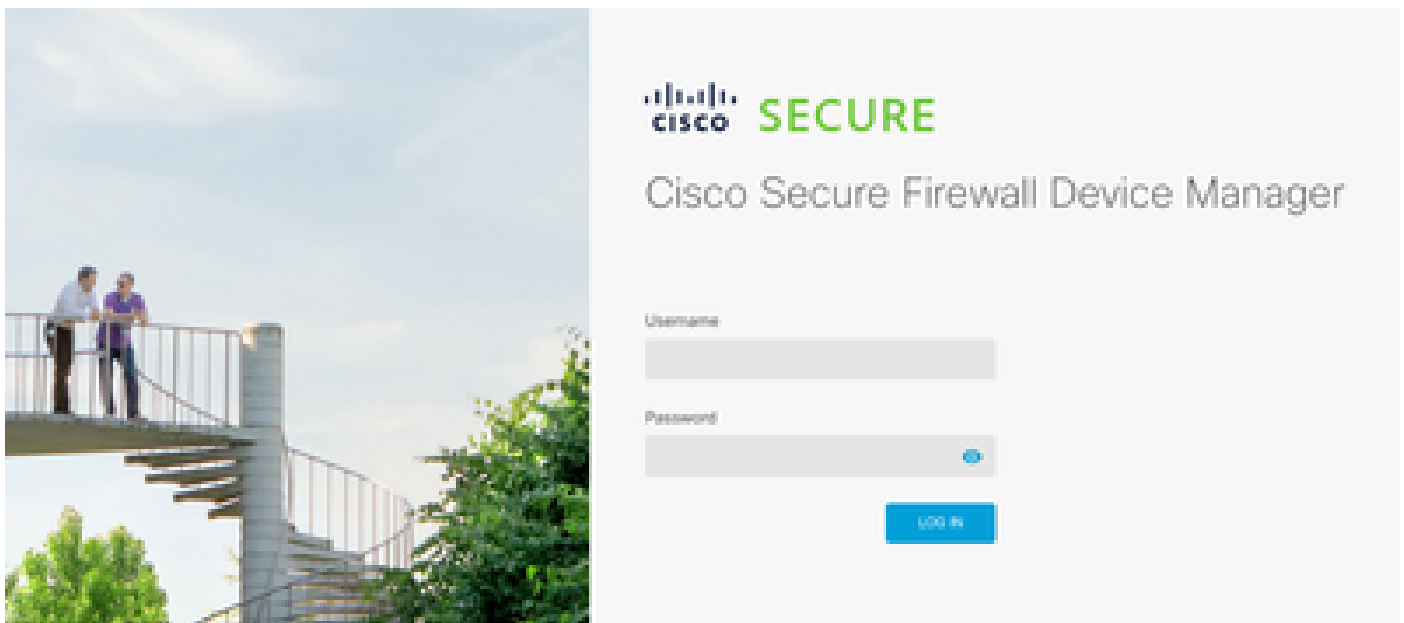 CISCO SECURE
Cisco Secure Firewall Device Manager
Username
Password
LOG IN